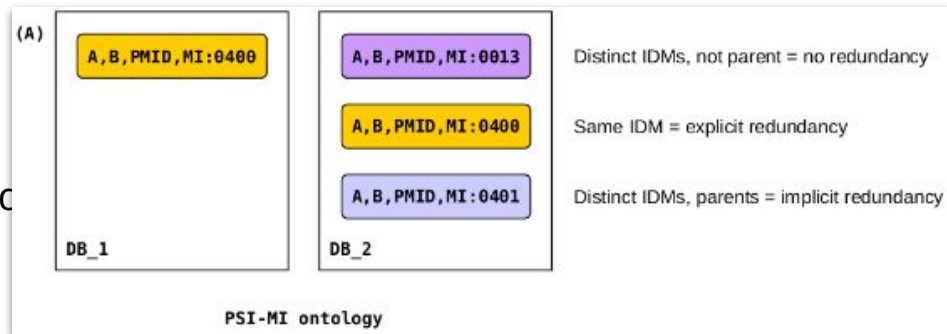 (A)
A,B,PMID,MI:0400
A,B,PMID,MI:0013
Distinct IDMs, not parent = no redundancy
A,B,PMID,MI:0400
Same IDM = explicit redundancy
A,B,PMID,MI:0401
Distinct IDMs, parents = implicit redundancy
DB_1
DB_2
PSI-MI ontology